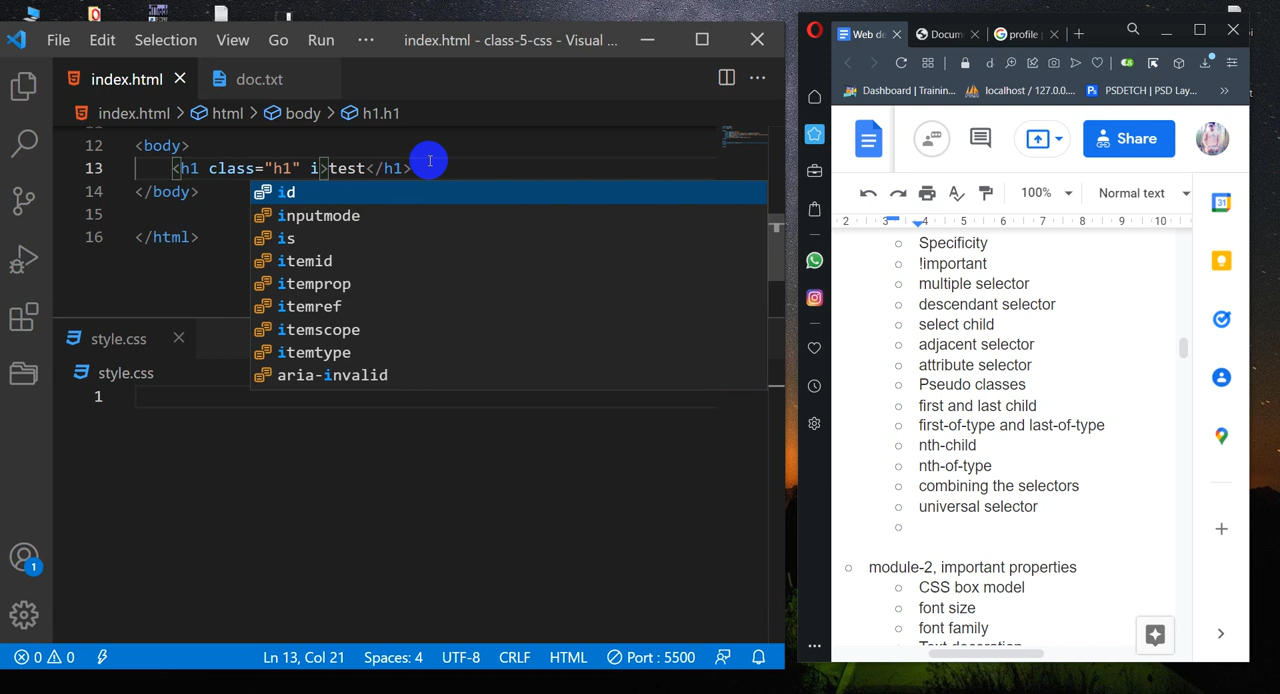 File Edit Selection View Go Run ··· index.html - class-5-css - Visual ...
index.html doc.txt
index.html > html > body > h1.h1
12 <body>
13 <h1 class="h1" i>test</h1>
14 </body>
15
16 </html>
id
inputmode
is
itemid
itemprop
itemref
itemscope
itemtype
aria-invalid
style.css
style.css
1
1
0 0 Ln 13, Col 21 Spaces: 4 UTF-8 CRLF HTML Port : 5500
Web de Docum profile
Dashboard | Trainin... localhost / 127.0.0.... PSDETCH | PSD Lay... »
Share
100% Normal text
2 3 4 5 6 7 8 9 10
31
Specificity
!important
multiple selector
descendant selector
select child
adjacent selector
attribute selector
Pseudo classes
first and last child
first-of-type and last-of-type
nth-child
nth-of-type
combining the selectors
universal selector
module-2, important properties
CSS box model
font size
font family
Text decoration